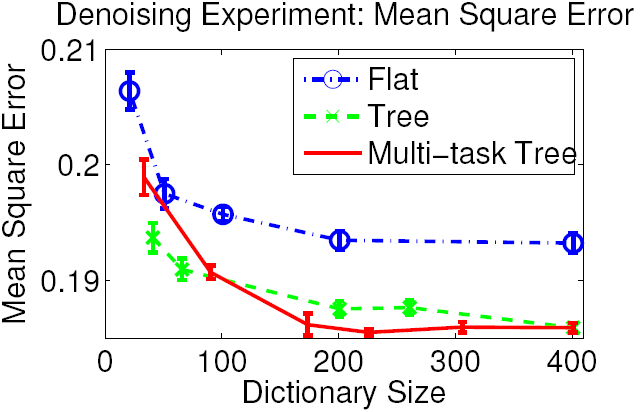 Denoising Experiment: Mean Square Error
0.21
0.2
0.19
Mean Square Error
Flat
Tree
Multi-task Tree
0 100 200 300 400
Dictionary Size